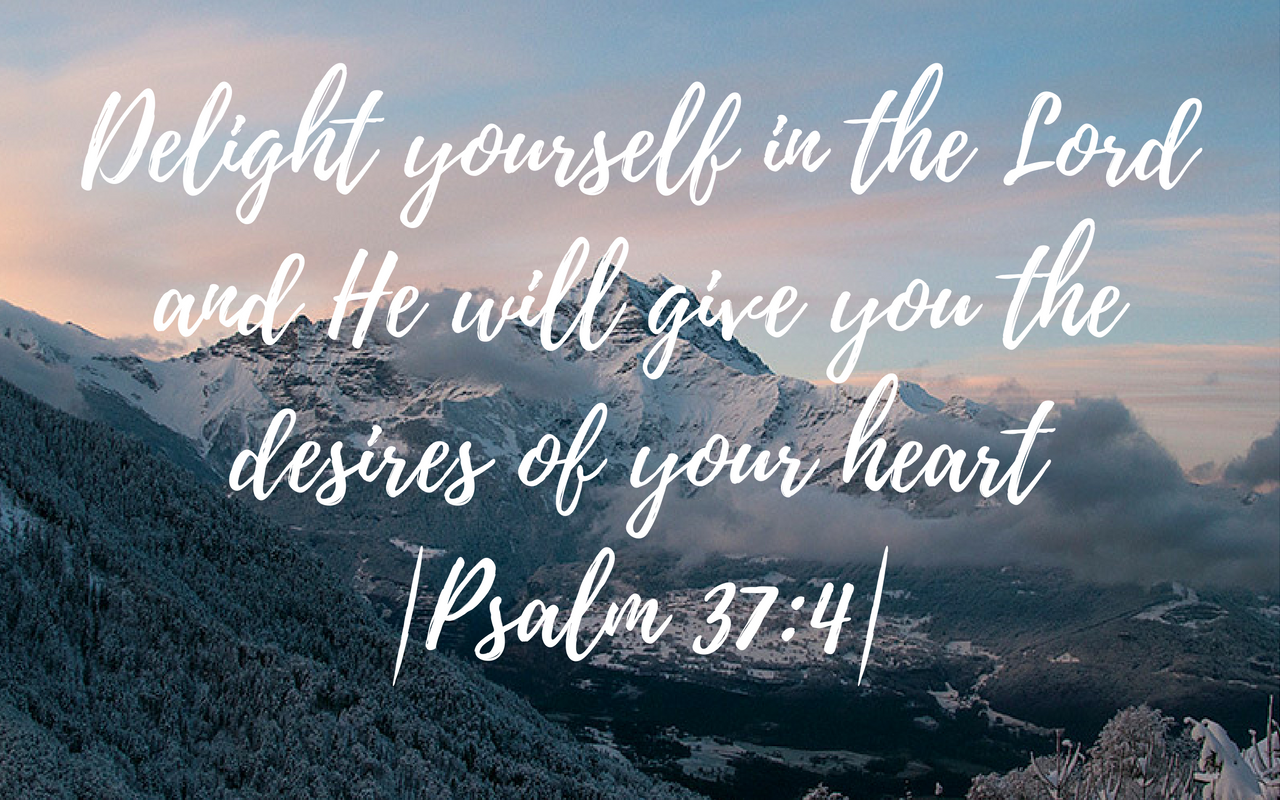 Delight yourself in the Lord
and He will give you the
desires of your heart
|Psalm 37:4|